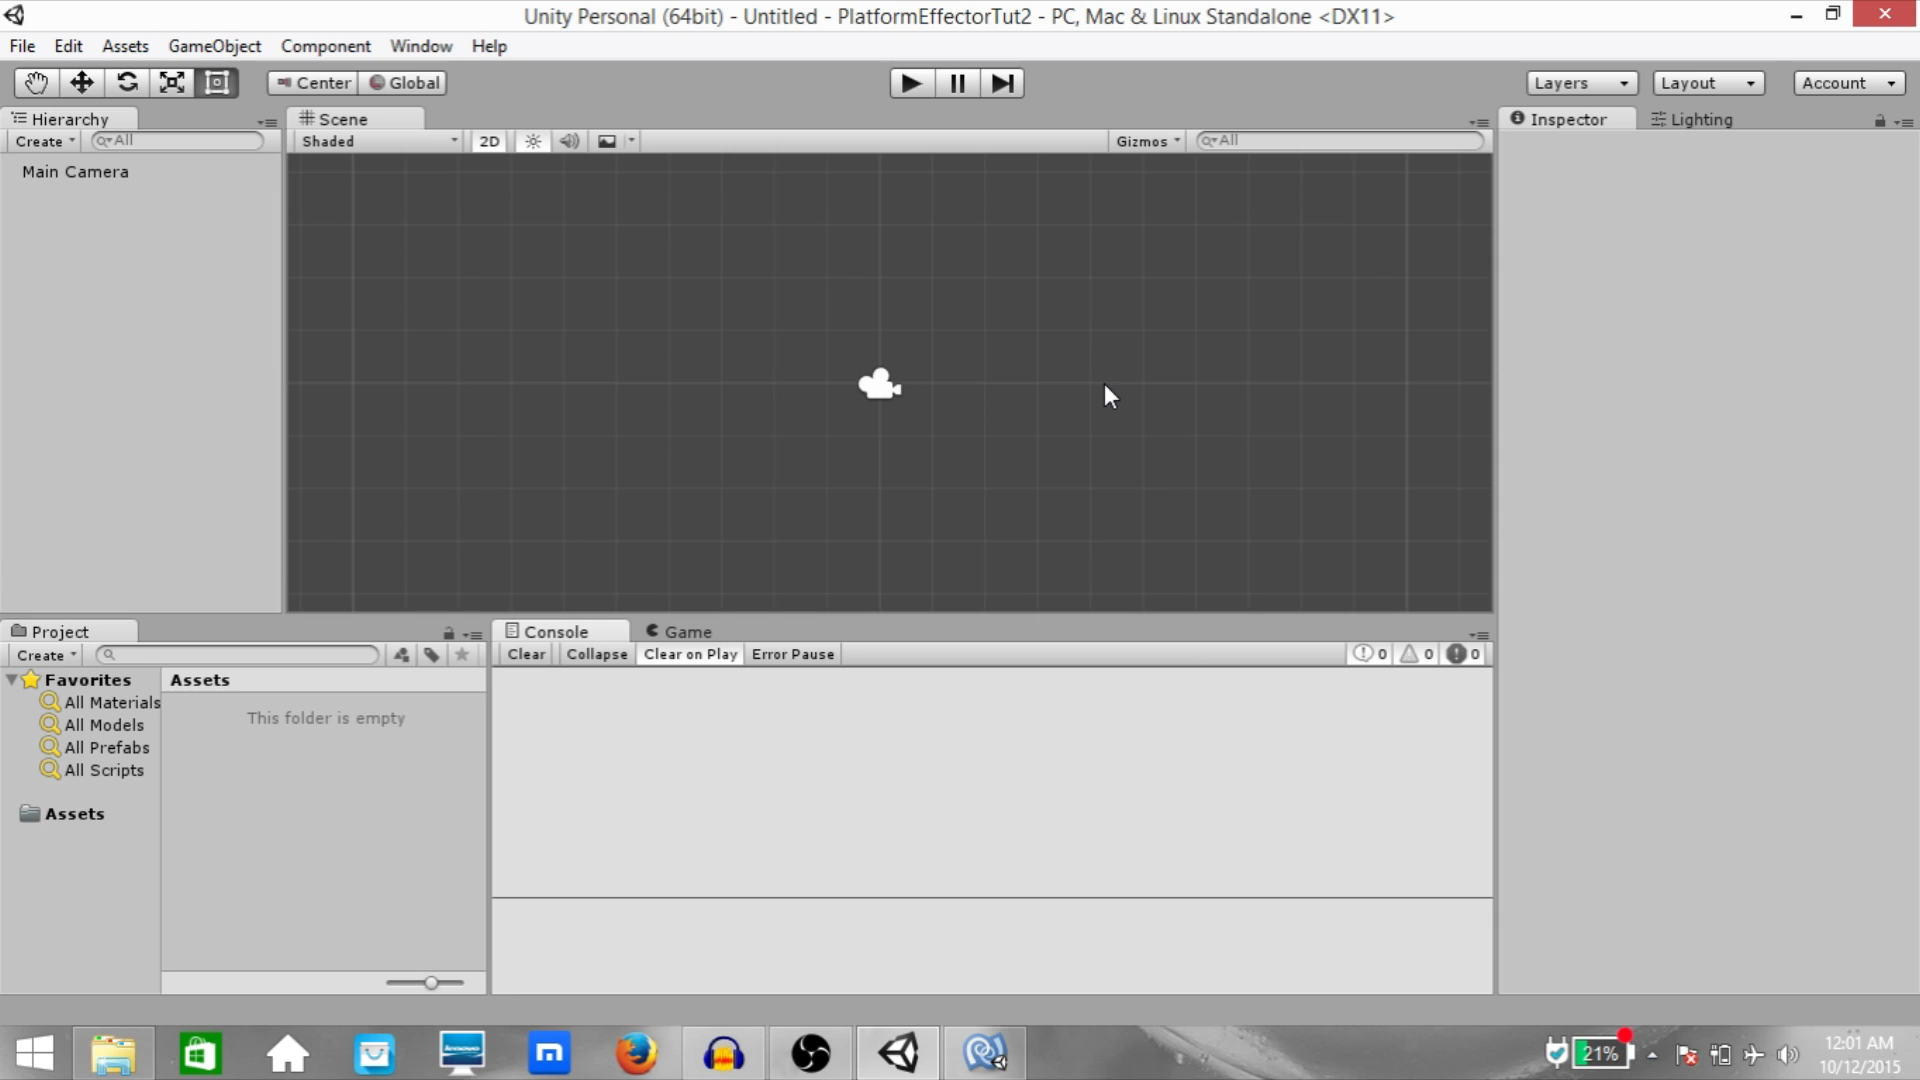 Unity Personal (64bit) - Untitled - PlatformEffectorTut2 - PC, Mac & Linux Standalone <DX11>
File Edit Assets GameObject Component Window Help
Center Global Layers Layout Account
Hierarchy Scene Inspector Lighting
Create All Shaded 2D Gizmos All
Main Camera
Project Console Game
Create Clear Collapse Clear on Play Error Pause 0 0 0
Favorites Assets
All Materials
This folder is empty
All Models
All Prefabs
All Scripts
Assets
21% 12:01 AM
10/12/2015